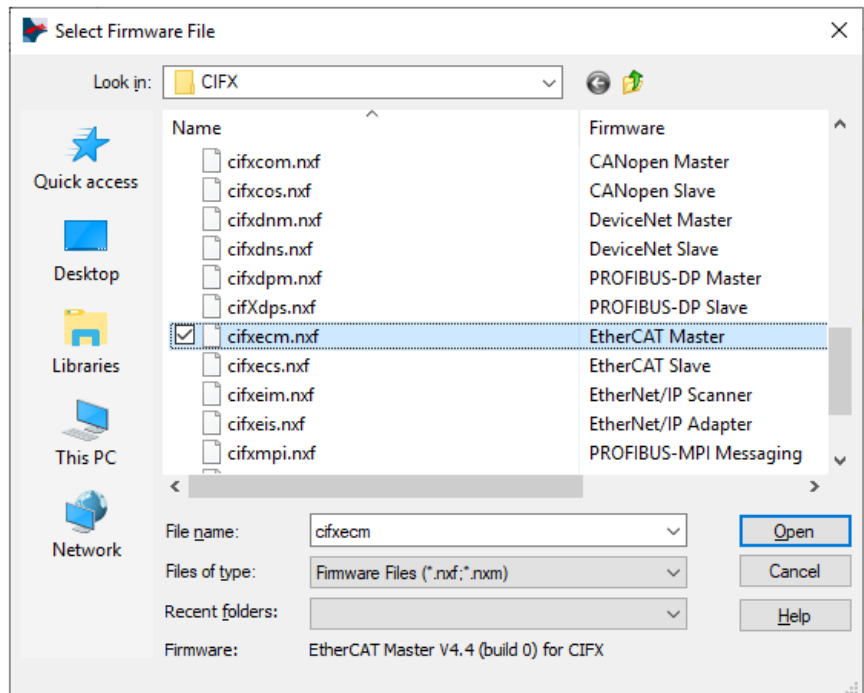 Select Firmware File
Look in: CIFX
Name Firmware
cifxcom.nxf CANopen Master
cifxcos.nxf CANopen Slave
cifxdnm.nxf DeviceNet Master
cifxdns.nxf DeviceNet Slave
cifxdpm.nxf PROFIBUS-DP Master
cifXdps.nxf PROFIBUS-DP Slave
cifxecm.nxf EtherCAT Master
cifxecs.nxf EtherCAT Slave
cifxeim.nxf EtherNet/IP Scanner
cifxeis.nxf EtherNet/IP Adapter
cifxmpi.nxf PROFIBUS-MPI Messaging
Quick access
Desktop
Libraries
This PC
Network
File name: cifxecm Open
Files of type: Firmware Files (*.nxf;*.nxm) Cancel
Recent folders: Help
Firmware: EtherCAT Master V4.4 (build 0) for CIFX